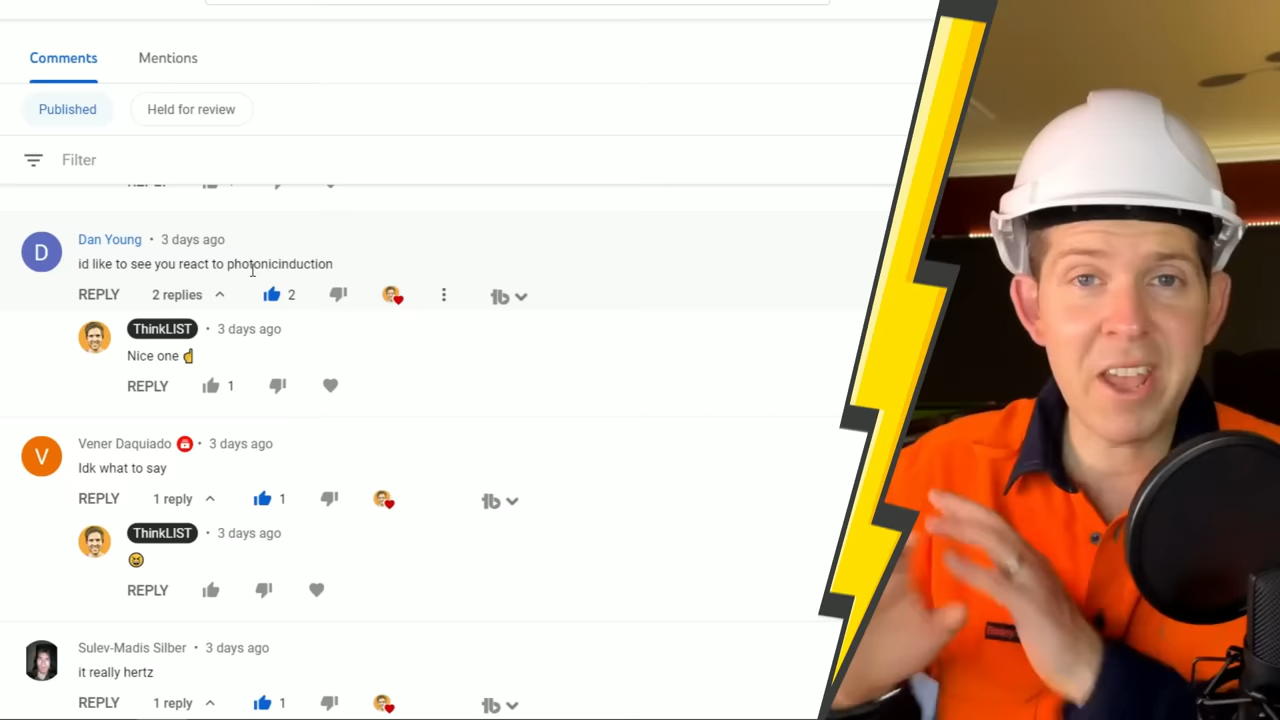 Comments Mentions
Published Held for review
Filter
Dan Young • 3 days ago
id like to see you react to photonicinduction
REPLY 2 replies 2
ThinkLIST • 3 days ago
Nice one ☝
REPLY 1
Vener Daquiado • 3 days ago
Idk what to say
REPLY 1 reply 1
ThinkLIST • 3 days ago
😆
REPLY
Sulev-Madis Silber • 3 days ago
it really hertz
REPLY 1 reply 1